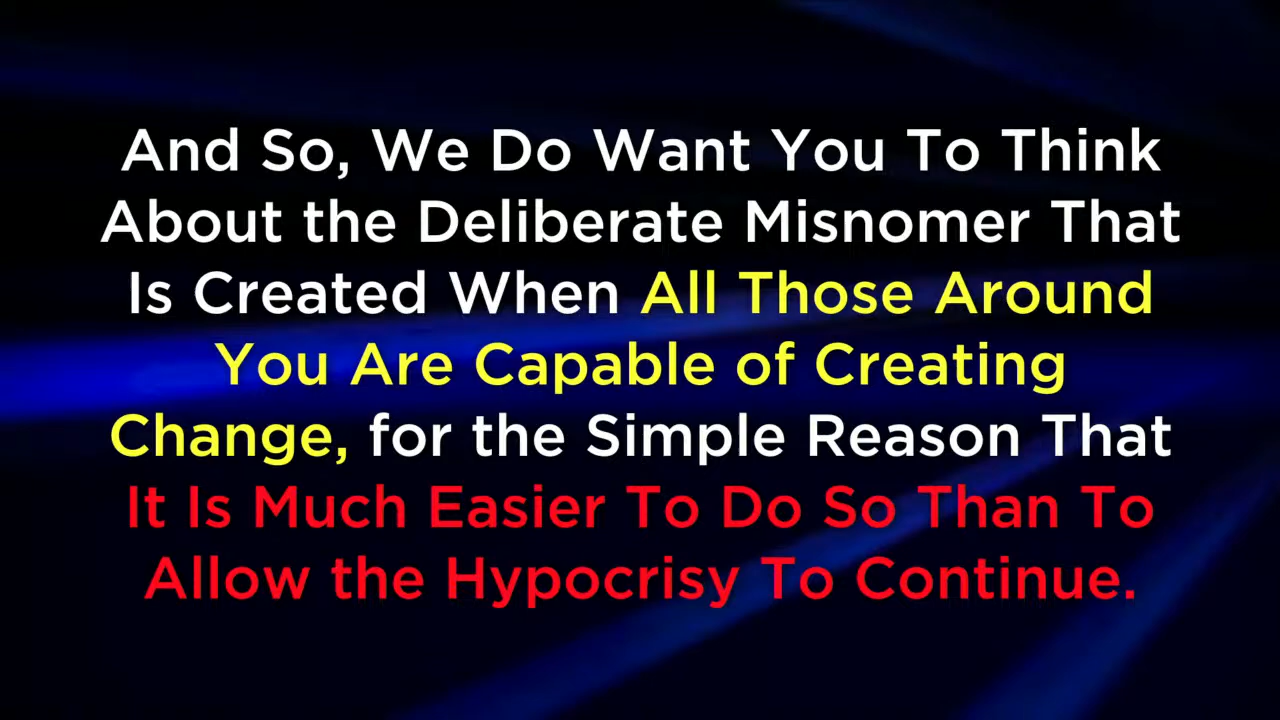 And So, We Do Want You To Think
About the Deliberate Misnomer That
Is Created When All Those Around
You Are Capable of Creating
Change, for the Simple Reason That
It Is Much Easier To Do So Than To
Allow the Hypocrisy To Continue.